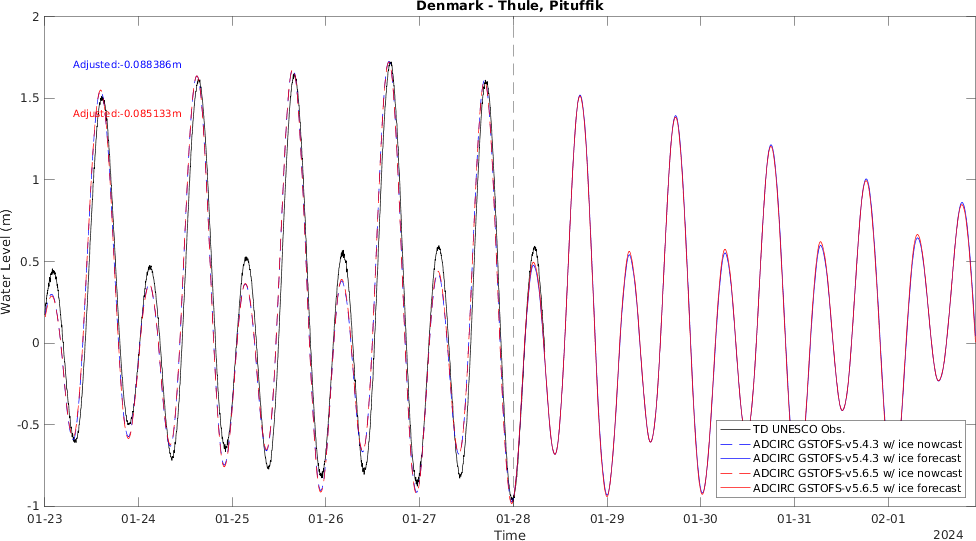 Denmark - Thule, Pituffik
Water Level (m)
2
1.5
1
0.5
0
-0.5
-1
Adjusted:-0.088386m
Adjusted:-0.085133m
TD UNESCO Obs.
ADCIRC GSTOFS-v5.4.3 w/ ice nowcast
ADCIRC GSTOFS-v5.4.3 w/ ice forecast
ADCIRC GSTOFS-v5.6.5 w/ ice nowcast
ADCIRC GSTOFS-v5.6.5 w/ ice forecast
01-23 01-24 01-25 01-26 01-27 01-28 01-29 01-30 01-31 02-01
Time
2024